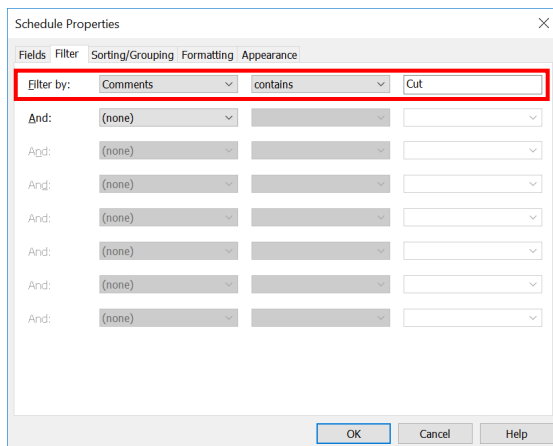 Schedule Properties
Fields Filter Sorting/Grouping Formatting Appearance
Filter by: Comments contains Cut
And: (none)
And: (none)
And: (none)
And: (none)
And: (none)
And: (none)
And: (none)
OK Cancel Help